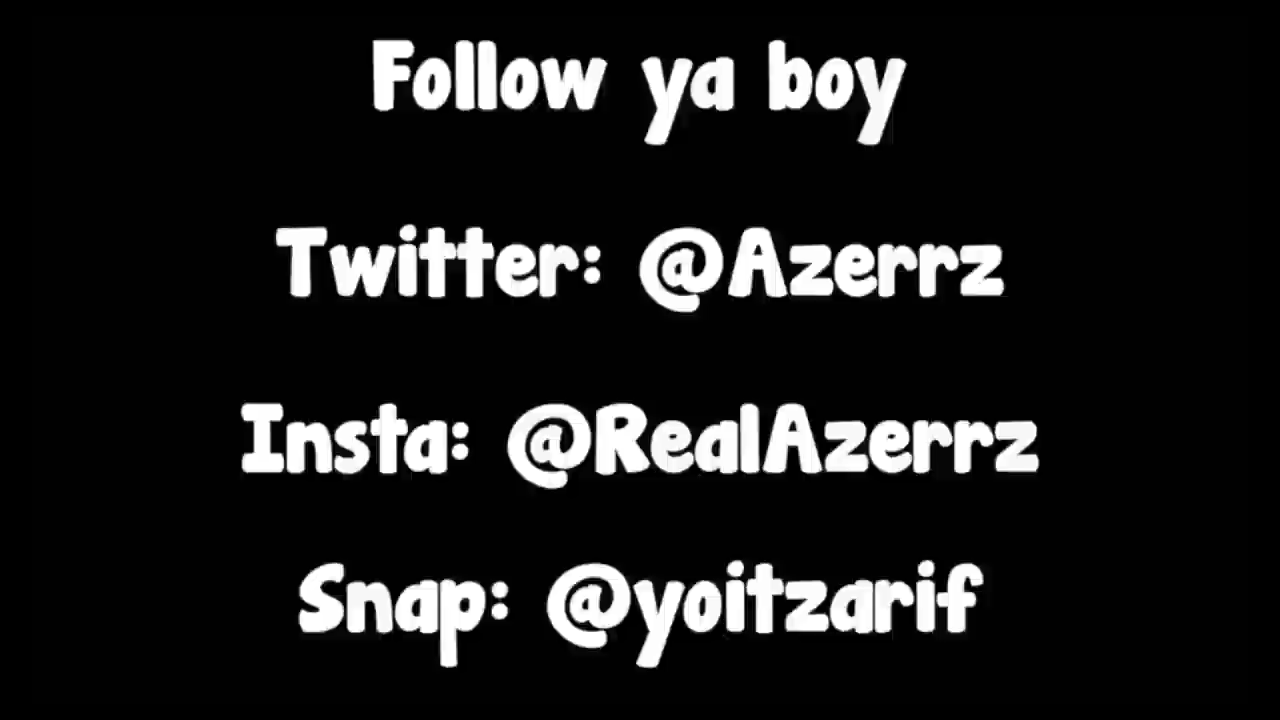 Follow ya boy
Twitter: @Azerrz
Insta: @RealAzerrz
Snap: @yoitzarif